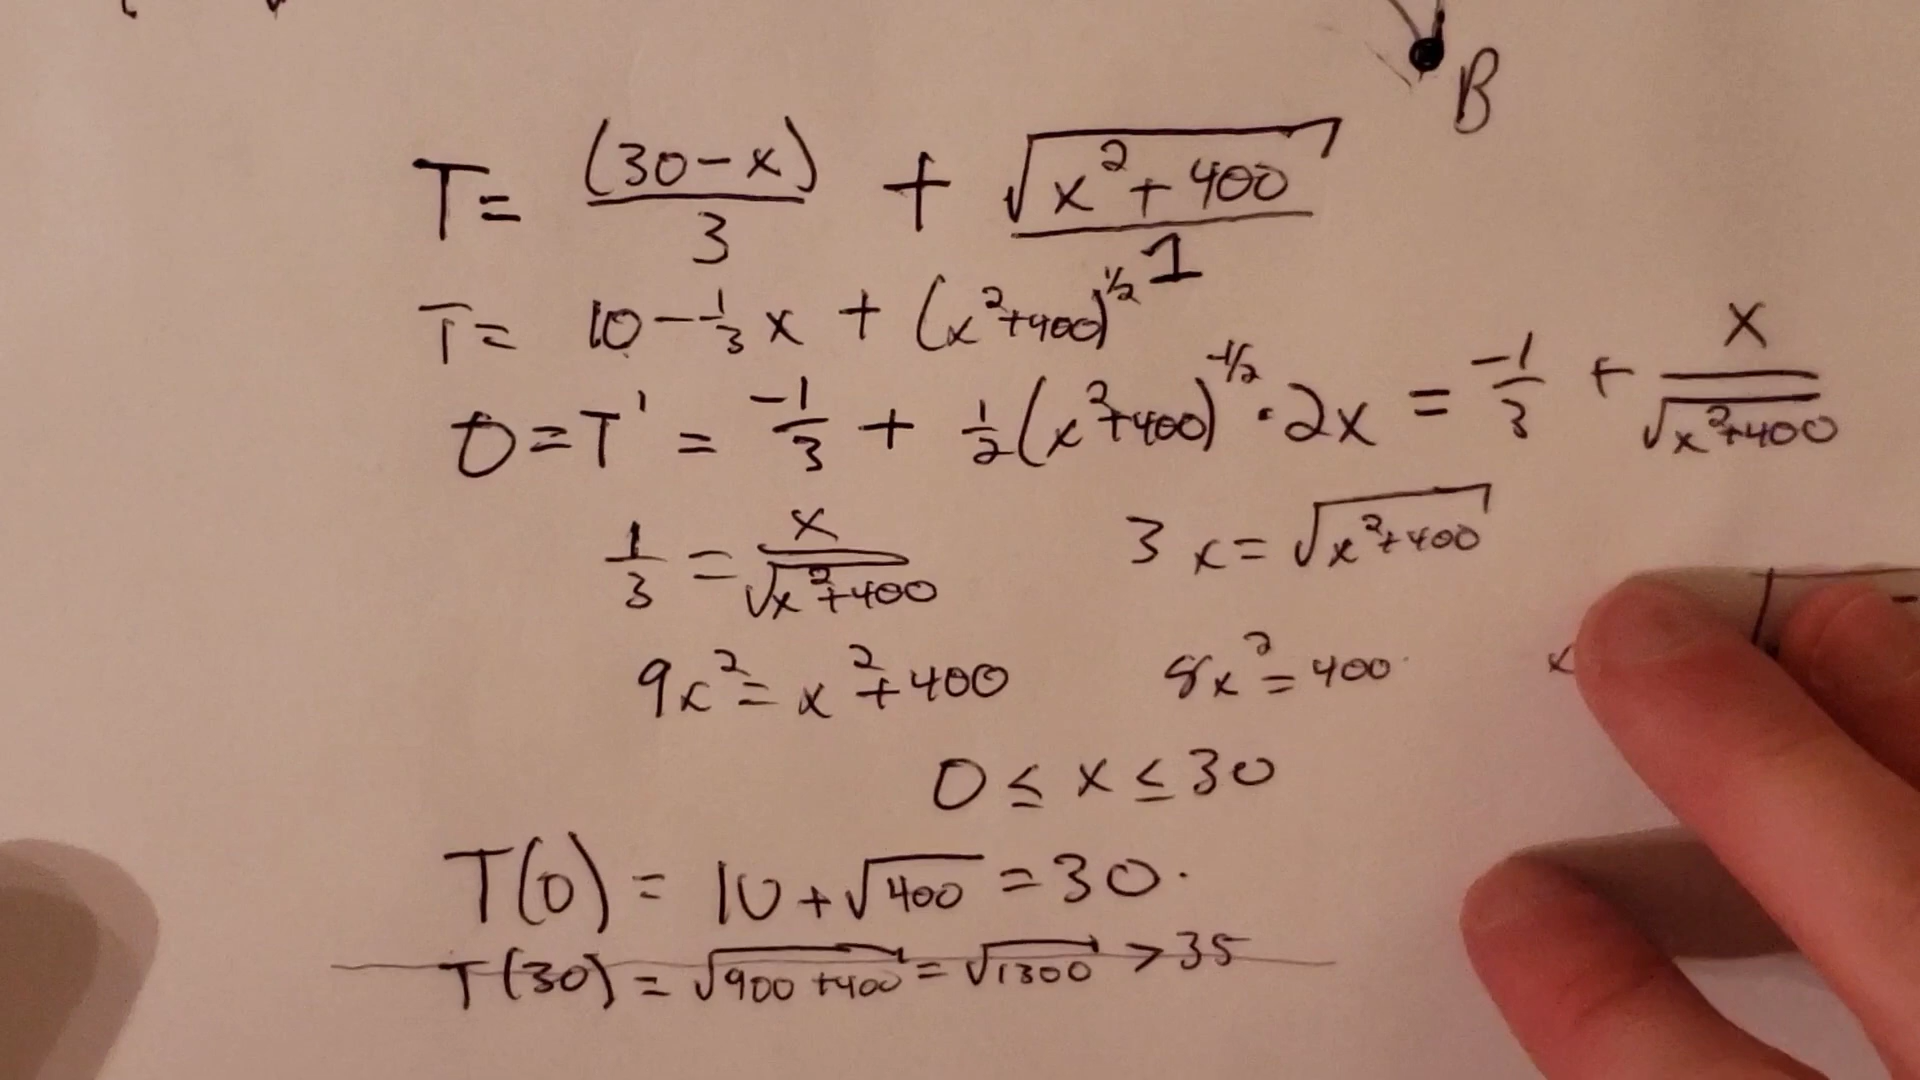 B
T = (30-x)/3 + √(x²+400)/1
T = 10 - 1/3 x + (x²+400)^1/2
0 = T' = -1/3 + 1/2 (x²+400)^-1/2 · 2x = -1/3 + x/√(x²+400)
1/3 = x/√(x²+400) 3x = √(x²+400)
9x² = x²+400 8x² = 400 x
0 ≤ x ≤ 30
T(0) = 10 + √400 = 30.
T(30) = √(900+400) = √1300 > 35